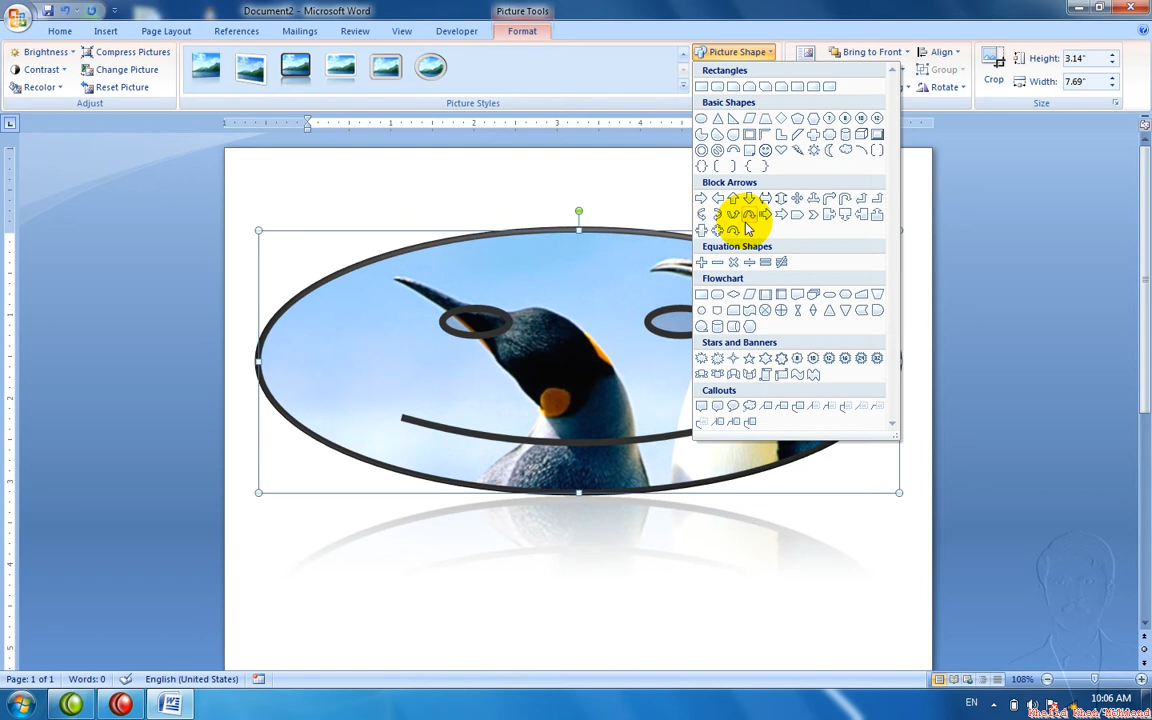 Document2 - Microsoft Word
Picture Tools
Home Insert Page Layout References Mailings Review View Developer Format
Brightness Compress Pictures
Contrast Change Picture
Recolor Reset Picture
Adjust
Picture Styles
Picture Shape
Bring to Front
Align
Group
Rotate
Crop
Height: 3.14"
Width: 7.69"
Size
Rectangles
Basic Shapes
Block Arrows
Equation Shapes
Flowchart
Stars and Banners
Callouts
Page: 1 of 1 Words: 0 English (United States) 108%
EN 10:06 AM
Khalid Khan Mohmand